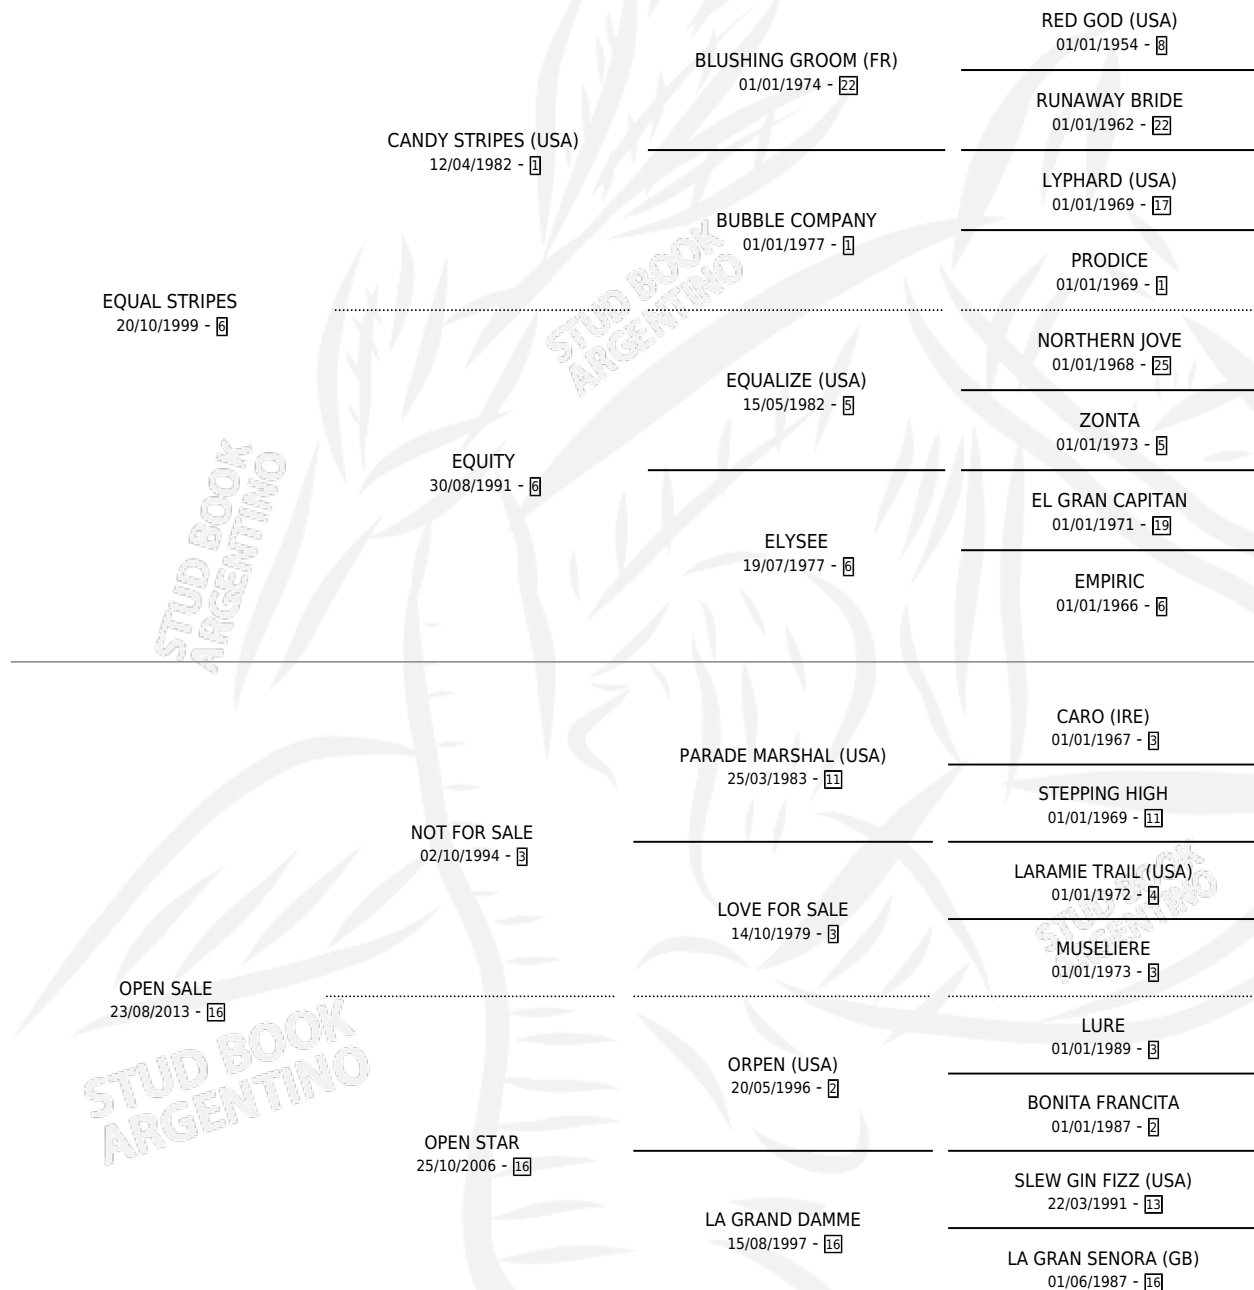 RED GOD (USA)
01/01/1954 - 8
BLUSHING GROOM (FR)
01/01/1974 - 22
RUNAWAY BRIDE
01/01/1962 - 22
CANDY STRIPES (USA)
12/04/1982 - 1
LYPHARD (USA)
01/01/1969 - 17
BUBBLE COMPANY
01/01/1977 - 1
PRODICE
01/01/1969 - 1
EQUAL STRIPES
20/10/1999 - 6
NORTHERN JOVE
01/01/1968 - 25
EQUALIZE (USA)
15/05/1982 - 5
ZONTA
01/01/1973 - 5
EQUITY
30/08/1991 - 6
EL GRAN CAPITAN
01/01/1971 - 19
ELYSEE
19/07/1977 - 6
EMPIRIC
01/01/1966 - 6
CARO (IRE)
01/01/1967 - 3
PARADE MARSHAL (USA)
25/03/1983 - 11
STEPPING HIGH
01/01/1969 - 11
NOT FOR SALE
02/10/1994 - 3
LARAMIE TRAIL (USA)
01/01/1972 - 4
LOVE FOR SALE
14/10/1979 - 3
MUSELIERE
01/01/1973 - 3
OPEN SALE
23/08/2013 - 16
LURE
01/01/1989 - 3
ORPEN (USA)
20/05/1996 - 2
BONITA FRANCITA
01/01/1987 - 2
OPEN STAR
25/10/2006 - 16
SLEW GIN FIZZ (USA)
22/03/1991 - 13
LA GRAND DAMME
15/08/1997 - 16
LA GRAN SENORA (GB)
01/06/1987 - 16
STUD BOOK
ARGENTINO
STUD BOOK
ARGENTINO
STUD BOOK
ARGENTINO
STUD BOOK
ARGENTINO